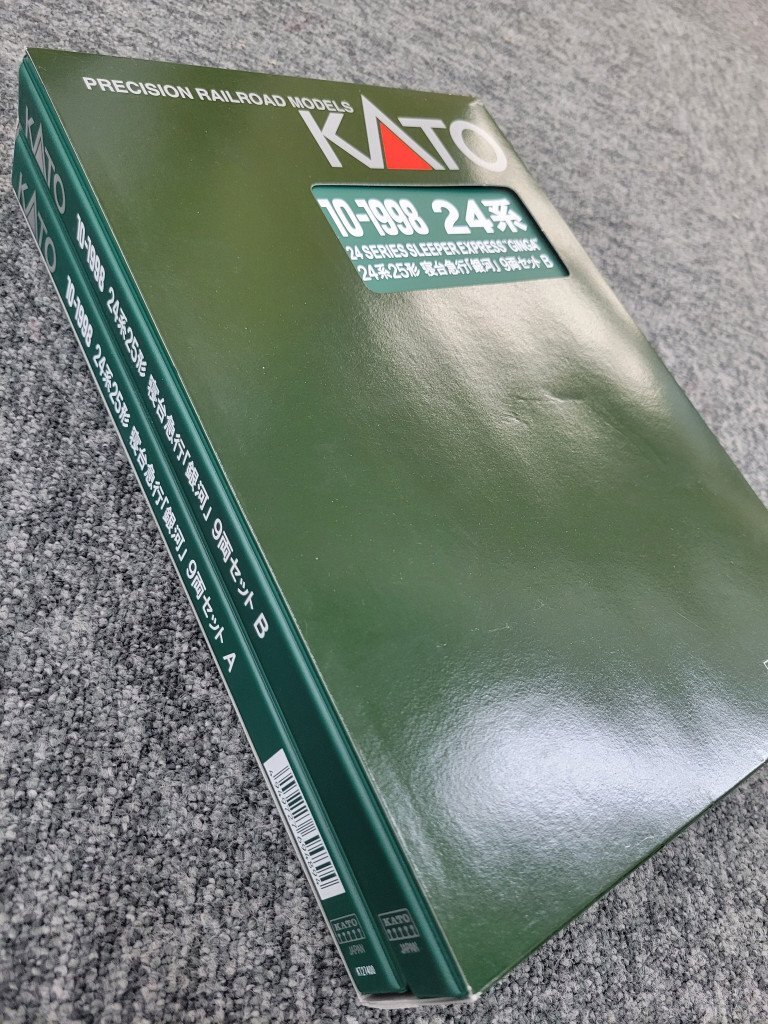 PRECISION RAILROAD MODELS
KATO
10-1998 24系
24 SERIES SLEEPER EXPRESS "GINGA"
24系25形 寝台急行「銀河」 9両セット B
KATO 10-1998 24系25形 寝台急行「銀河」 9両セット B
KATO JAPAN
KATO 10-1998 24系25形 寝台急行「銀河」 9両セット A
KATO JAPAN
K727400